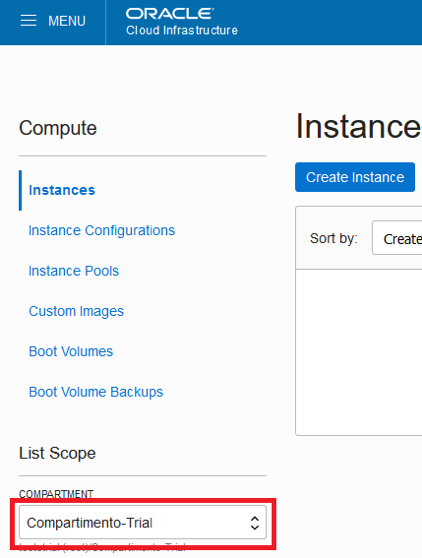 MENU
ORACLE
Cloud Infrastructure
Compute
Instances
Instance Configurations
Instance Pools
Custom Images
Boot Volumes
Boot Volume Backups
List Scope
COMPARTMENT
Compartimento-Trial
Instance
Create Instance
Sort by:
Create